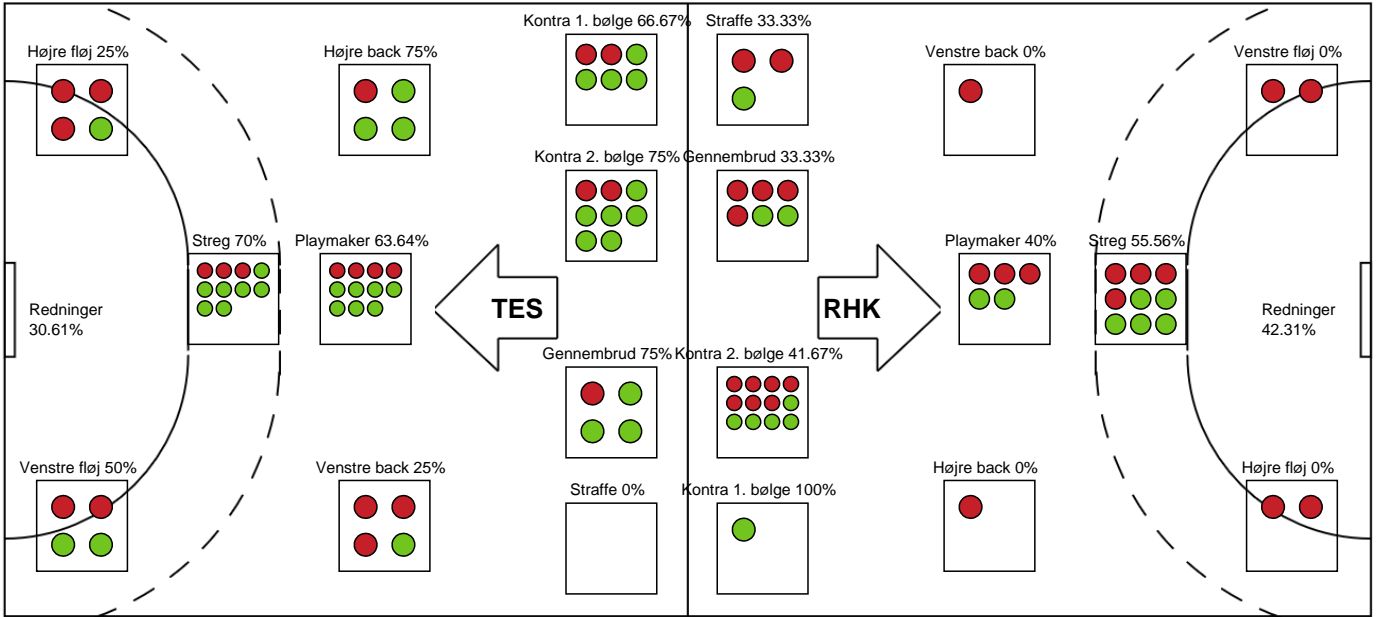 Kontra 1. bølge 66.67%
Straffe 33.33%
Højre fløj 25%
Højre back 75%
Venstre back 0%
Venstre fløj 0%
Kontra 2. bølge 75%
Gennembrud 33.33%
Streg 70%
Playmaker 63.64%
Playmaker 40%
Streg 55.56%
TES
RHK
Redninger
30.61%
Redninger
42.31%
Gennembrud 75%
Kontra 2. bølge 41.67%
Venstre fløj 50%
Venstre back 25%
Højre back 0%
Højre fløj 0%
Straffe 0%
Kontra 1. bølge 100%